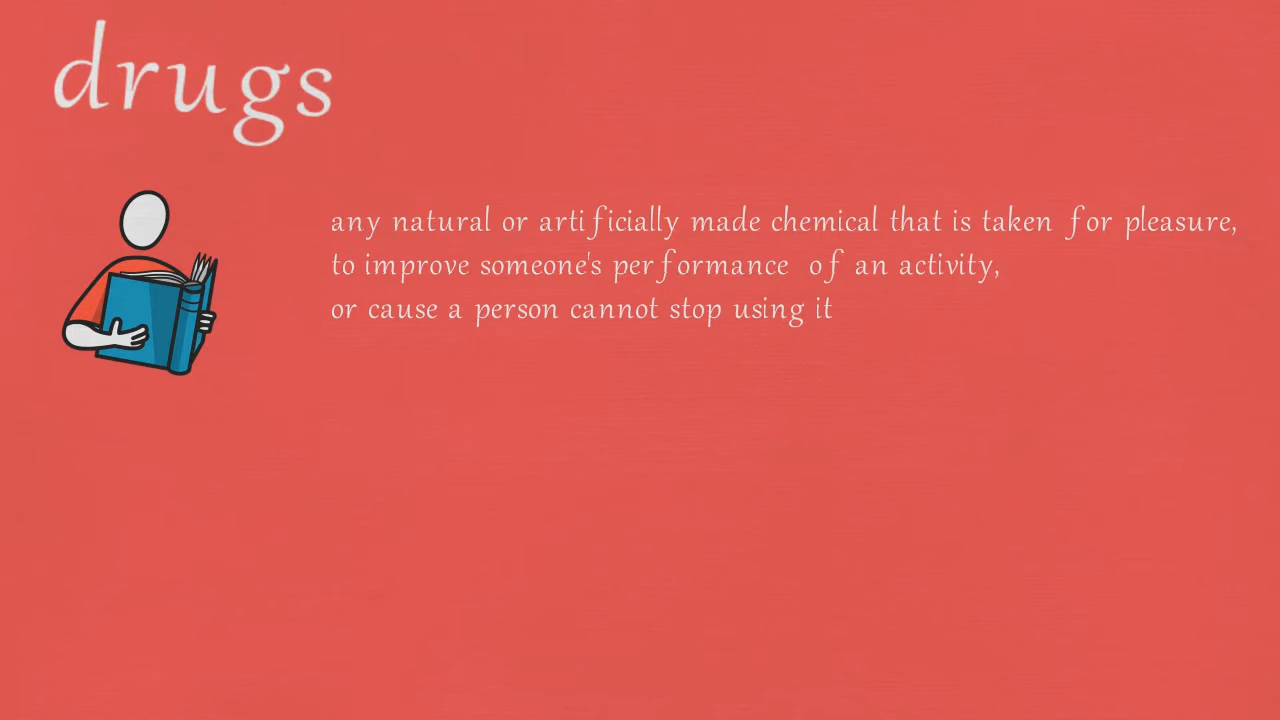 drugs
any natural or artificially made chemical that is taken for pleasure,
to improve someone's performance of an activity,
or cause a person cannot stop using it